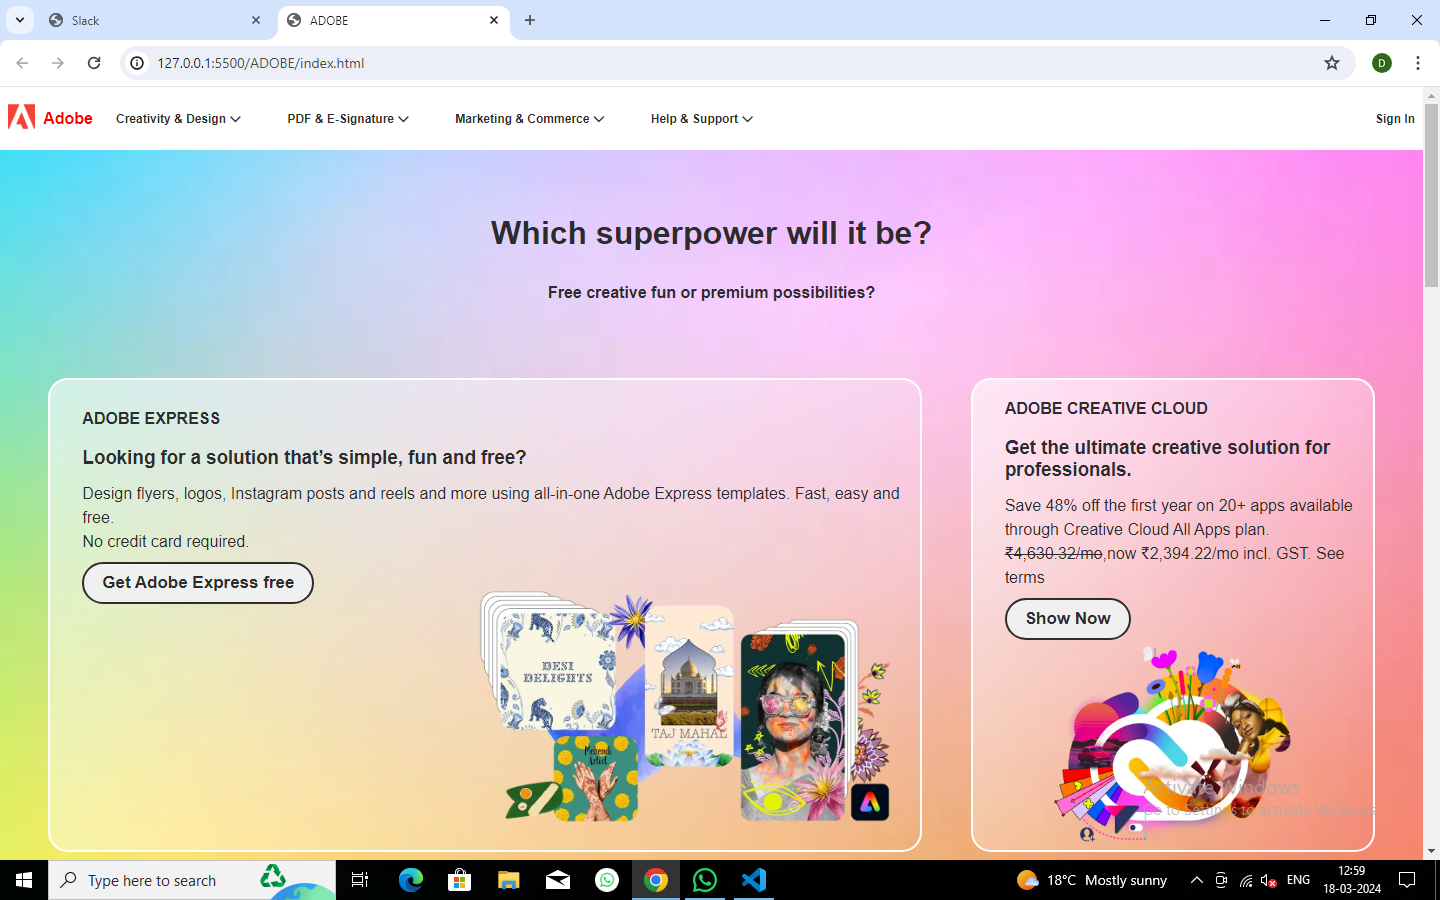 Slack
ADOBE
127.0.0.1:5500/ADOBE/index.html
D
Adobe
Creativity & Design
PDF & E-Signature
Marketing & Commerce
Help & Support
Sign In
Which superpower will it be?
Free creative fun or premium possibilities?
ADOBE EXPRESS
Looking for a solution that’s simple, fun and free?
Design flyers, logos, Instagram posts and reels and more using all-in-one Adobe Express templates. Fast, easy and
free.
No credit card required.
Get Adobe Express free
DESI
DELIGHTS
TAJ MAHAL
Mehendi
Artist
ADOBE CREATIVE CLOUD
Get the ultimate creative solution for
professionals.
Save 48% off the first year on 20+ apps available
through Creative Cloud All Apps plan.
₹4,630.32/mo,now ₹2,394.22/mo incl. GST. See
terms
Show Now
Activate Windows
Go to Settings to activate Windows.
Type here to search
18°C Mostly sunny
ENG
12:59
18-03-2024